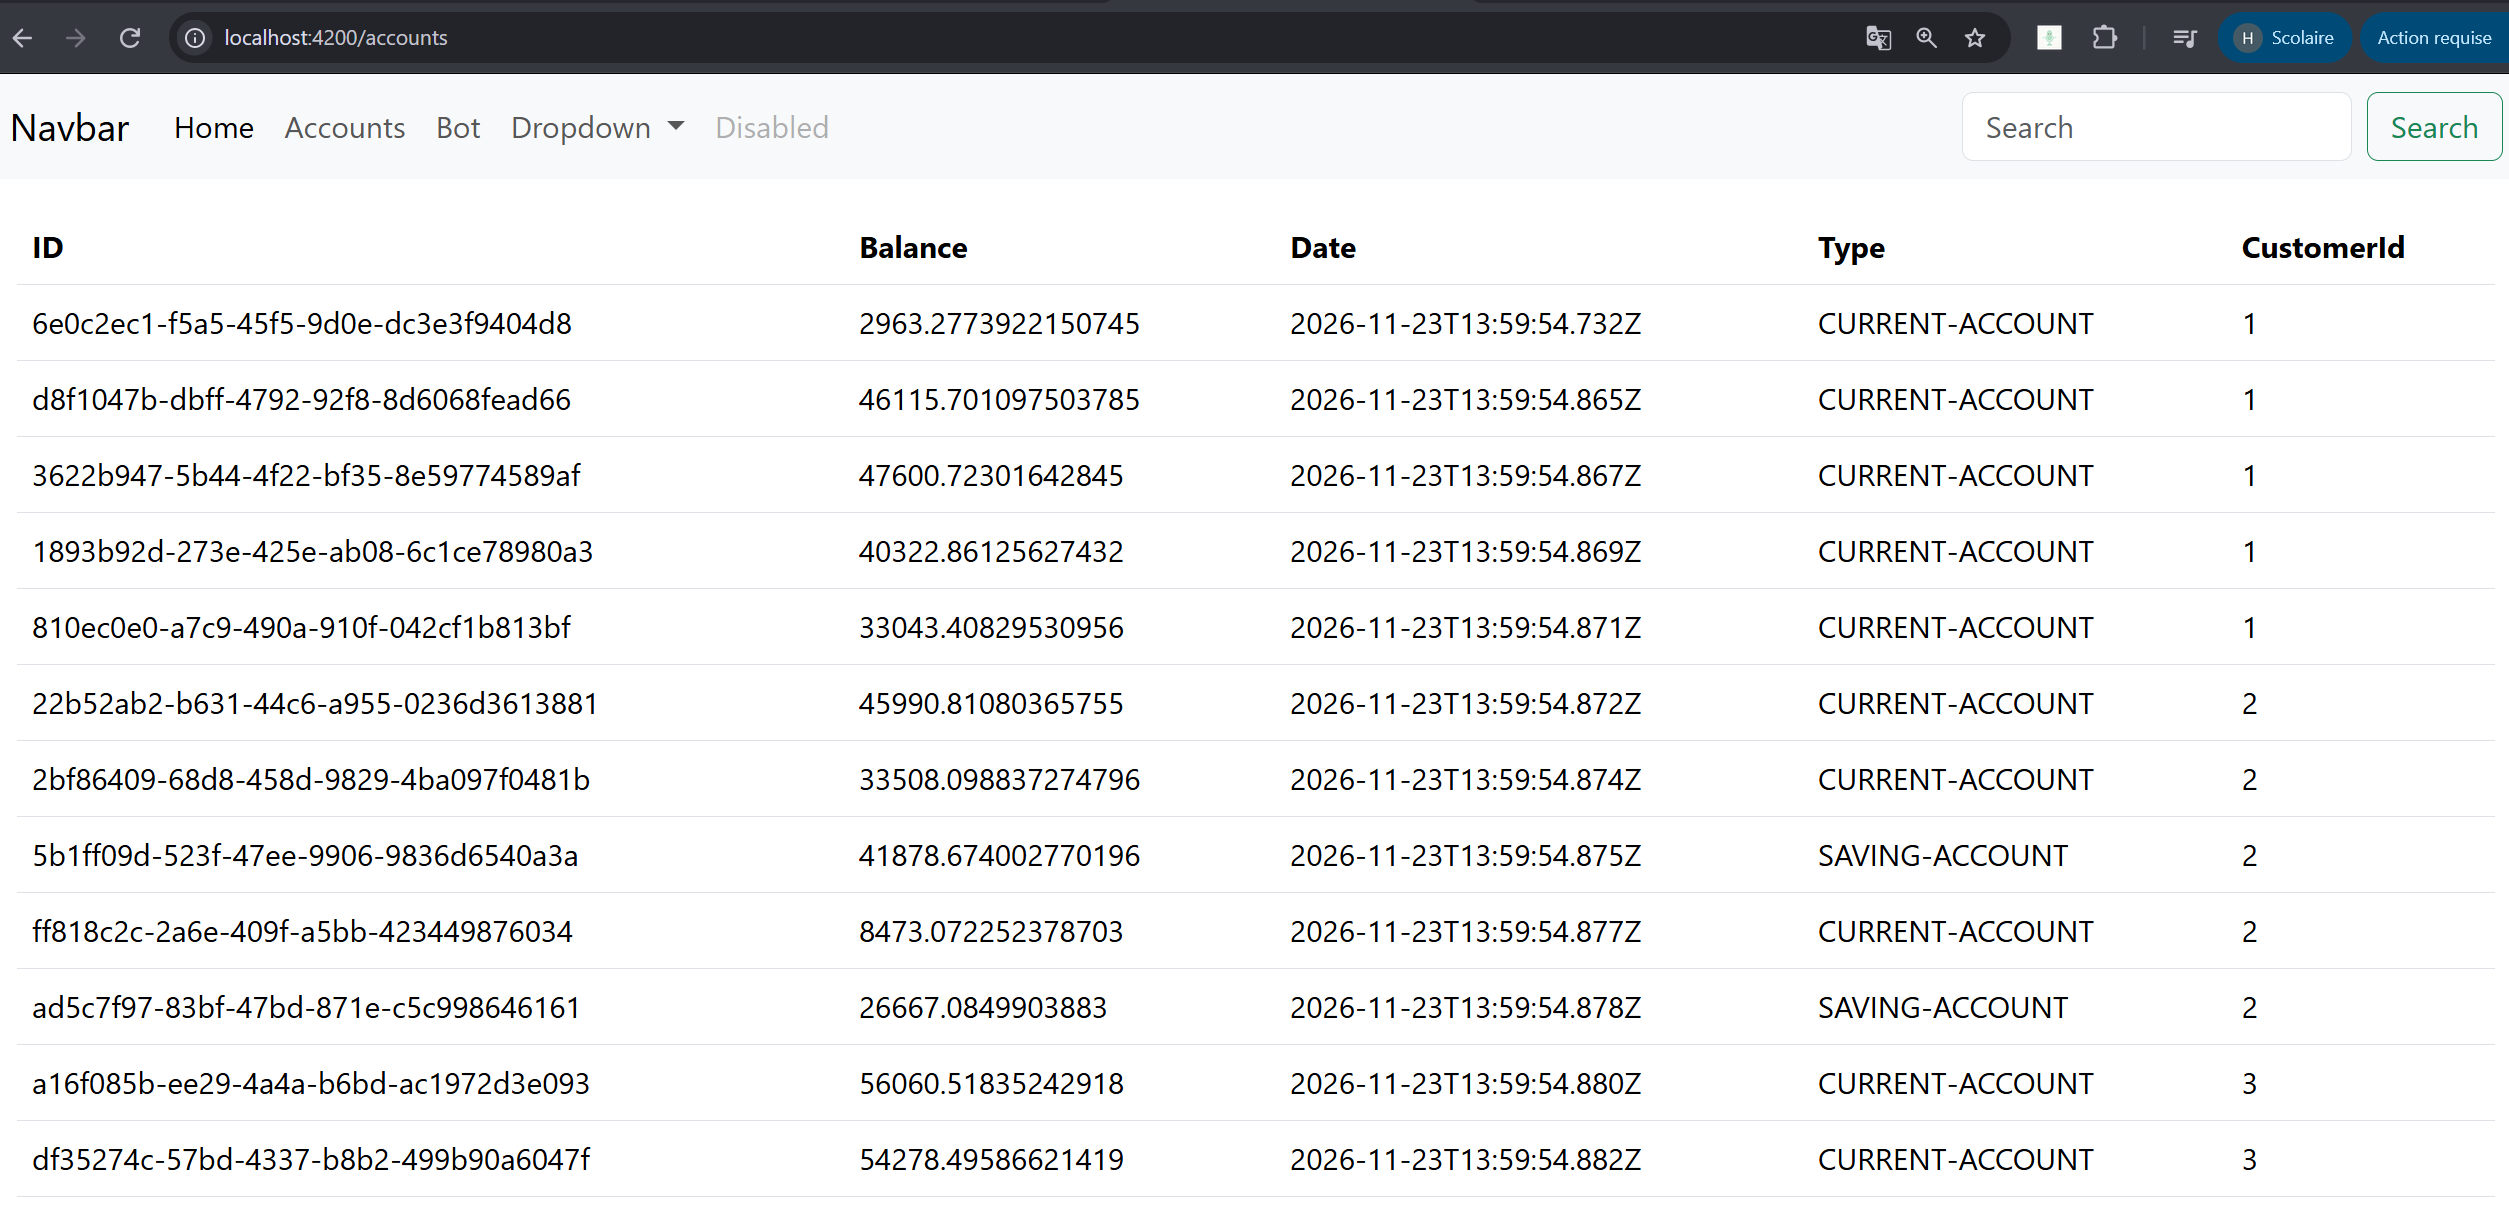 localhost:4200/accounts
H Scolaire Action requise
Navbar Home Accounts Bot Dropdown Disabled Search Search
ID Balance Date Type CustomerId
6e0c2ec1-f5a5-45f5-9d0e-dc3e3f9404d8 2963.2773922150745 2026-11-23T13:59:54.732Z CURRENT-ACCOUNT 1
d8f1047b-dbff-4792-92f8-8d6068fead66 46115.701097503785 2026-11-23T13:59:54.865Z CURRENT-ACCOUNT 1
3622b947-5b44-4f22-bf35-8e59774589af 47600.72301642845 2026-11-23T13:59:54.867Z CURRENT-ACCOUNT 1
1893b92d-273e-425e-ab08-6c1ce78980a3 40322.86125627432 2026-11-23T13:59:54.869Z CURRENT-ACCOUNT 1
810ec0e0-a7c9-490a-910f-042cf1b813bf 33043.40829530956 2026-11-23T13:59:54.871Z CURRENT-ACCOUNT 1
22b52ab2-b631-44c6-a955-0236d3613881 45990.81080365755 2026-11-23T13:59:54.872Z CURRENT-ACCOUNT 2
2bf86409-68d8-458d-9829-4ba097f0481b 33508.098837274796 2026-11-23T13:59:54.874Z CURRENT-ACCOUNT 2
5b1ff09d-523f-47ee-9906-9836d6540a3a 41878.674002770196 2026-11-23T13:59:54.875Z SAVING-ACCOUNT 2
ff818c2c-2a6e-409f-a5bb-423449876034 8473.072252378703 2026-11-23T13:59:54.877Z CURRENT-ACCOUNT 2
ad5c7f97-83bf-47bd-871e-c5c998646161 26667.0849903883 2026-11-23T13:59:54.878Z SAVING-ACCOUNT 2
a16f085b-ee29-4a4a-b6bd-ac1972d3e093 56060.51835242918 2026-11-23T13:59:54.880Z CURRENT-ACCOUNT 3
df35274c-57bd-4337-b8b2-499b90a6047f 54278.49586621419 2026-11-23T13:59:54.882Z CURRENT-ACCOUNT 3